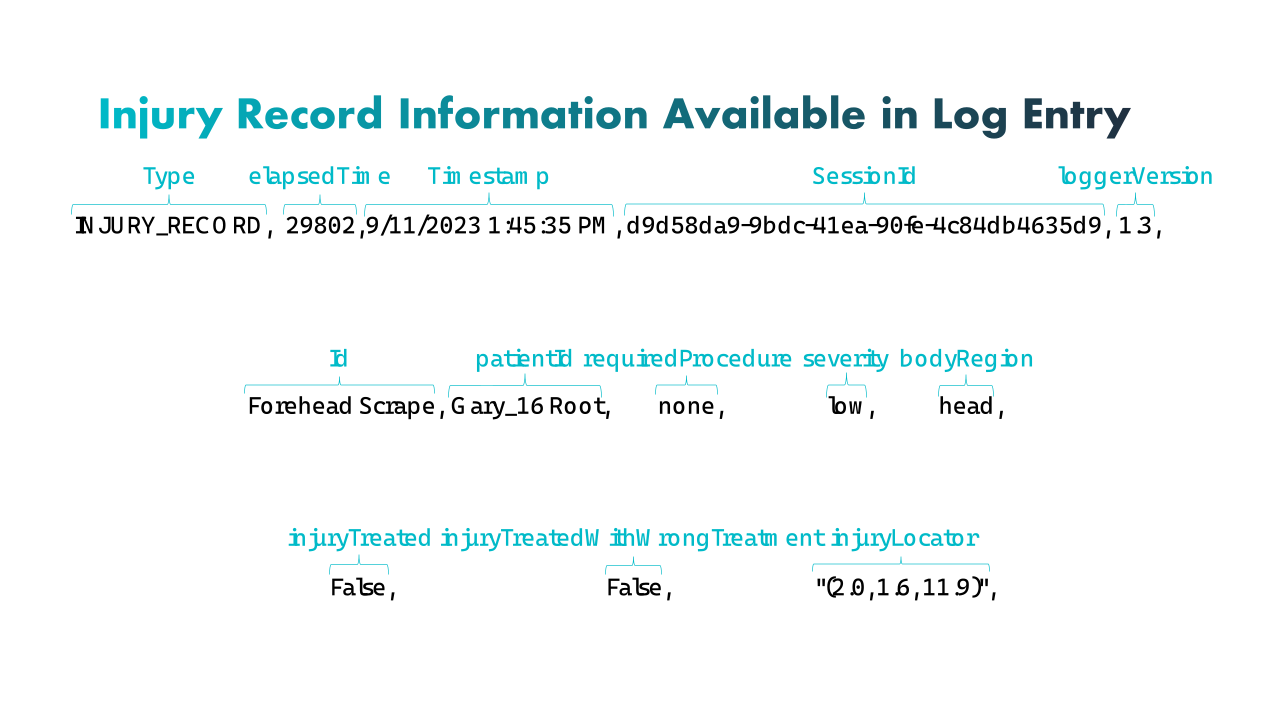 Injury Record Information Available in Log Entry
Type elapsedTime Timestamp SessionId loggerVersion
INJURY_RECORD, 29802,9/11/2023 1:45:35 PM,d9d58da9-9bdc-41ea-90fe-4c84db4635d9,1.3,
Id patientId requiredProcedure severity bodyRegion
Forehead Scrape,Gary_16 Root, none, low, head,
injuryTreated injuryTreatedWithWrongTreatment injuryLocator
False, False, "(2.0,1.6,11.9)",